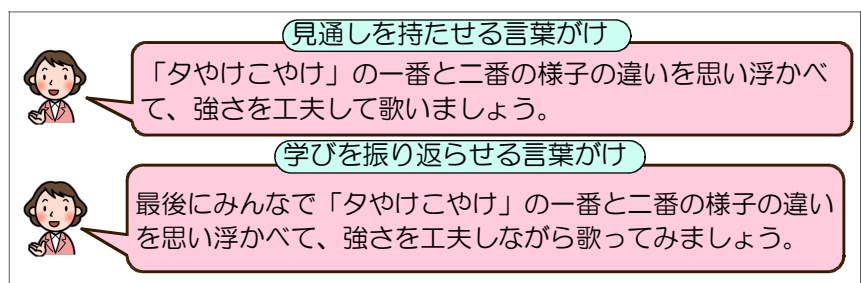 見通しを持たせる言葉がけ
「夕やけこやけ」の一番と二番の様子の違いを思い浮かべ
て、強さを工夫して歌いましょう。
学びを振り返らせる言葉がけ
最後にみんなで「夕やけこやけ」の一番と二番の様子の違い
を思い浮かべて、強さを工夫しながら歌ってみましょう。